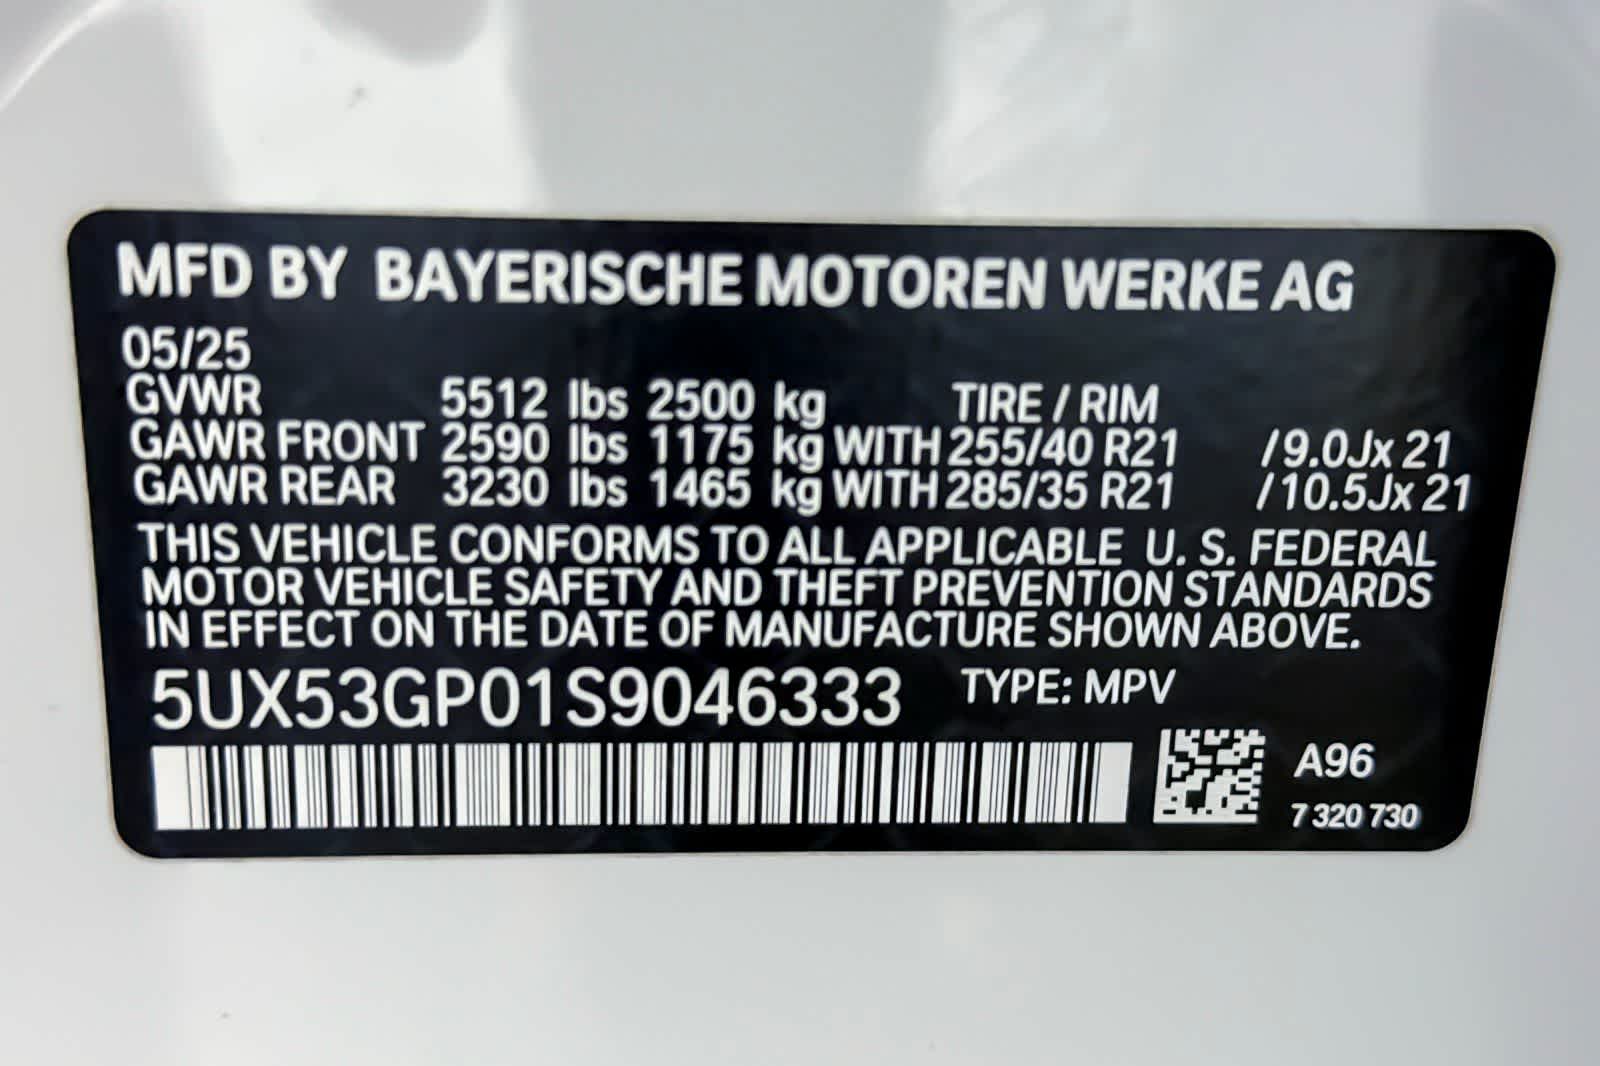 MFD BY BAYERISCHE MOTOREN WERKE AG
05/25
GVWR 5512 lbs 2500 kg TIRE / RIM
GAWR FRONT 2590 lbs 1175 kg WITH 255/40 R21 /9.0Jx 21
GAWR REAR 3230 lbs 1465 kg WITH 285/35 R21 /10.5Jx 21
THIS VEHICLE CONFORMS TO ALL APPLICABLE U. S. FEDERAL
MOTOR VEHICLE SAFETY AND THEFT PREVENTION STANDARDS
IN EFFECT ON THE DATE OF MANUFACTURE SHOWN ABOVE.
5UX53GP01S9046333 TYPE: MPV
A96
7 320 730